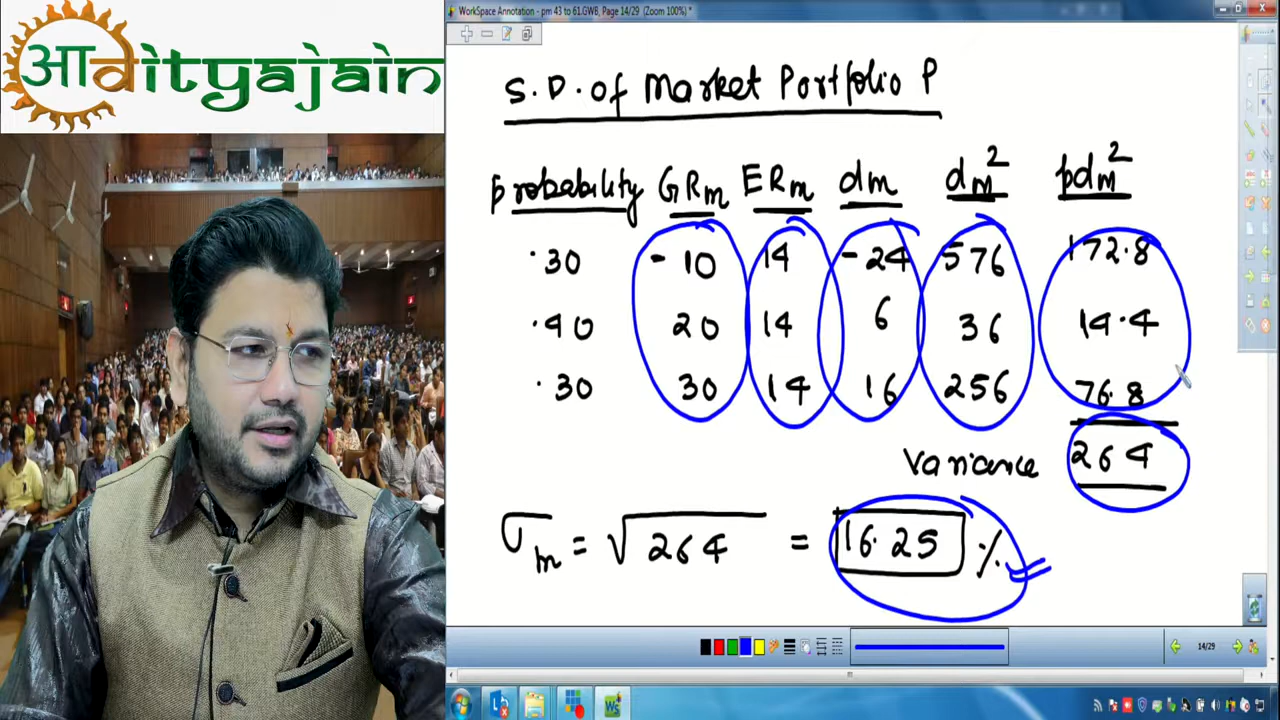 WorkSpace Annotation - pm 43 to 61.GWB, Page 14/29 (Zoom 100%) *
आdityajain
S.D. of Market Portfolio P
Probability GRm ERm dm dm² pdm²
.30 -10 14 -24 576 172.8
.40 20 14 6 36 14.4
.30 30 14 16 256 76.8
Variance 264
σm = √264 = 16.25 %
14/29